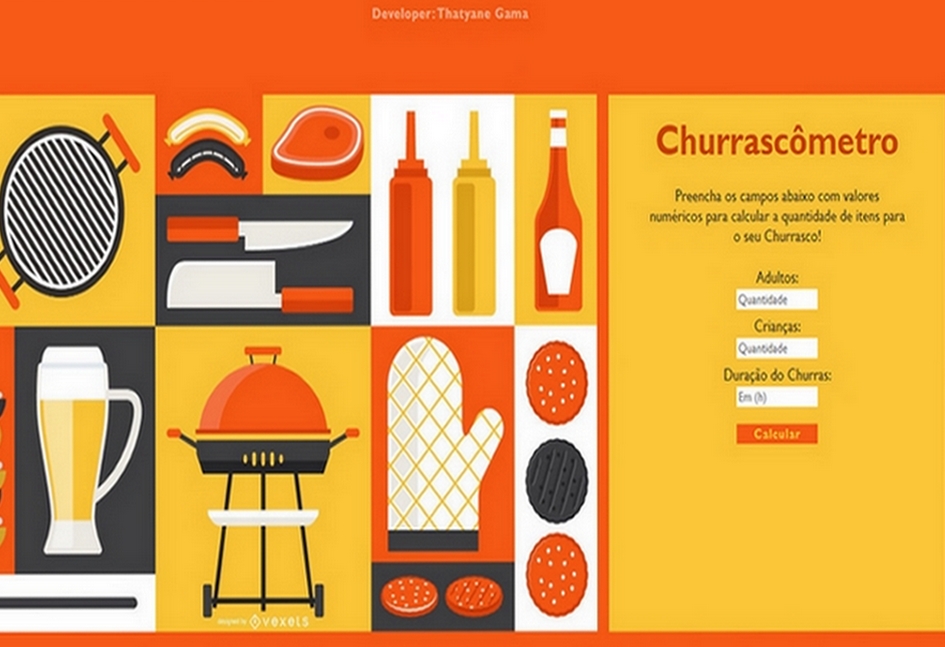 Developer: Thatyane Gama
Churrascômetro
Preencha os campos abaixo com valores
numéricos para calcular a quantidade de itens para
o seu Churrasco!
Adultos:
Quantidade
Crianças:
Quantidade
Duração do Churras:
Em (h)
Calcular
designed by vexels